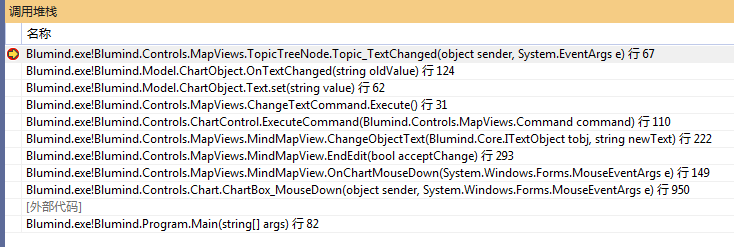 调用堆栈
名称
Blumind.exe!Blumind.Controls.MapViews.TopicTreeNode.Topic_TextChanged(object sender, System.EventArgs e) 行 67
Blumind.exe!Blumind.Model.ChartObject.OnTextChanged(string oldValue) 行 124
Blumind.exe!Blumind.Model.ChartObject.Text.set(string value) 行 62
Blumind.exe!Blumind.Controls.MapViews.ChangeTextCommand.Execute() 行 31
Blumind.exe!Blumind.Controls.ChartControl.ExecuteCommand(Blumind.Controls.MapViews.Command command) 行 110
Blumind.exe!Blumind.Controls.MapViews.MindMapView.ChangeObjectText(Blumind.Core.ITextObject tobj, string newText) 行 222
Blumind.exe!Blumind.Controls.MapViews.MindMapView.EndEdit(bool acceptChange) 行 293
Blumind.exe!Blumind.Controls.MapViews.MindMapView.OnChartMouseDown(System.Windows.Forms.MouseEventArgs e) 行 149
Blumind.exe!Blumind.Controls.Chart.ChartBox_MouseDown(object sender, System.Windows.Forms.MouseEventArgs e) 行 950
[外部代码]
Blumind.exe!Blumind.Program.Main(string[] args) 行 82